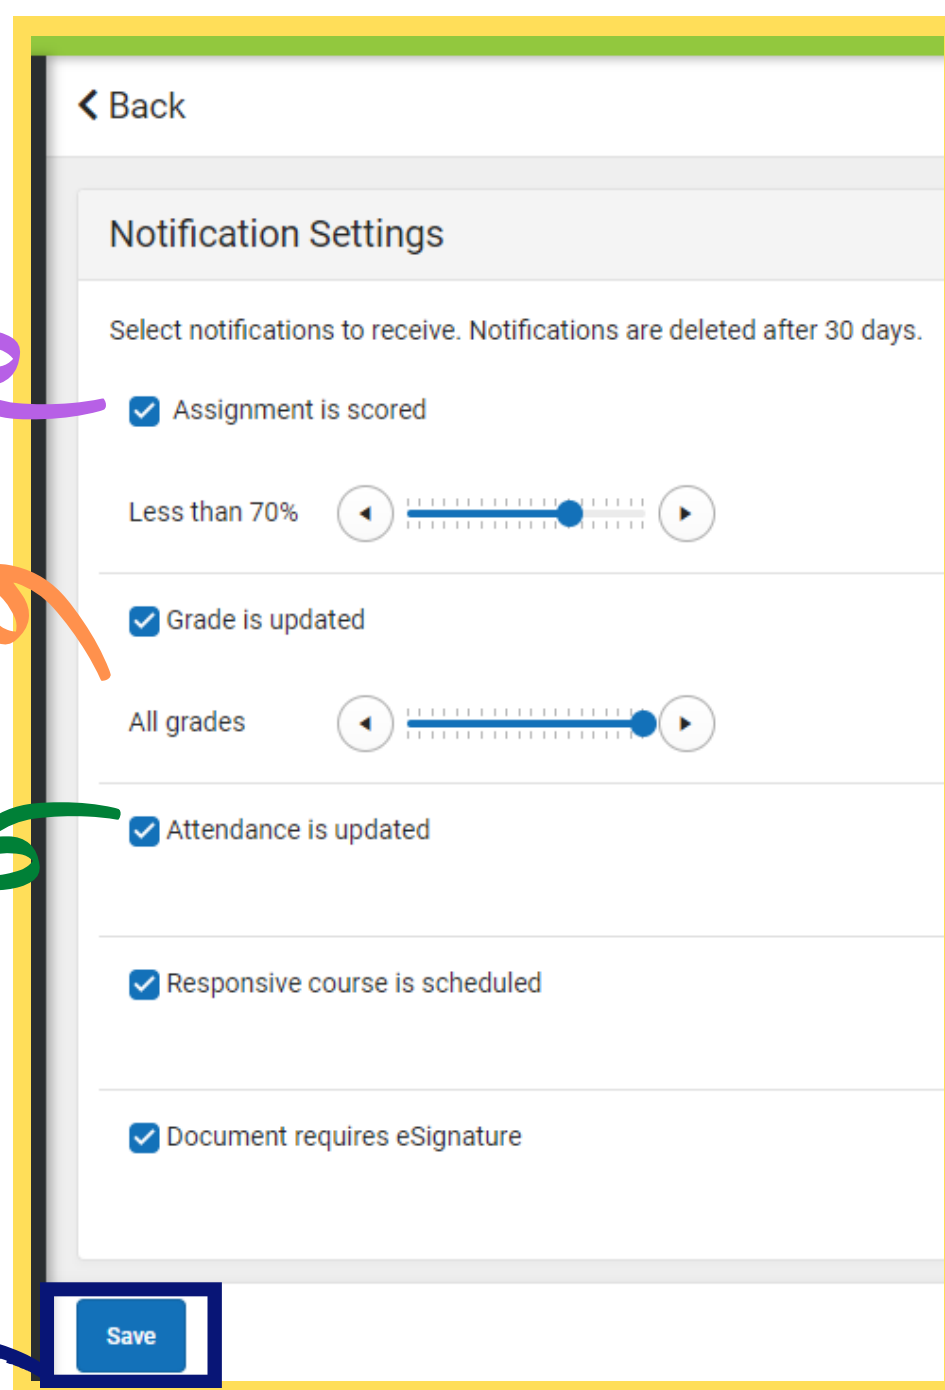 Back
Notification Settings
Select notifications to receive. Notifications are deleted after 30 days.
Assignment is scored
Less than 70%
Grade is updated
All grades
Attendance is updated
Responsive course is scheduled
Document requires eSignature
Save